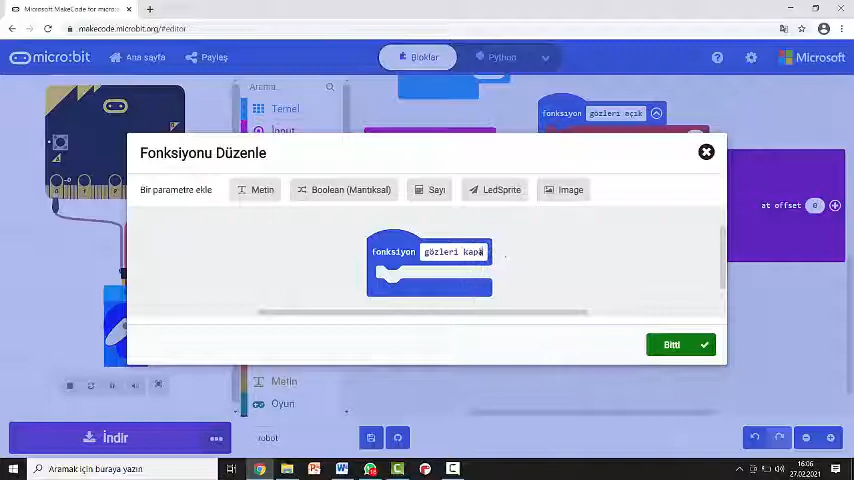 Microsoft MakeCode for micro:
makecode.microbit.org/#editor
micro:bit
Ana sayfa
Paylaş
Bloklar
Python
Microsoft
Arama...
Temel
Input
fonksiyon gözleri açık
Fonksiyonu Düzenle
Bir parametre ekle
Metin
Boolean (Mantıksal)
Sayı
LedSprite
Image
at offset 0
fonksiyon gözleri kapa
Bitti
Metin
Oyun
İndir
robot
Aramak için buraya yazın
16:06
27.02.2021